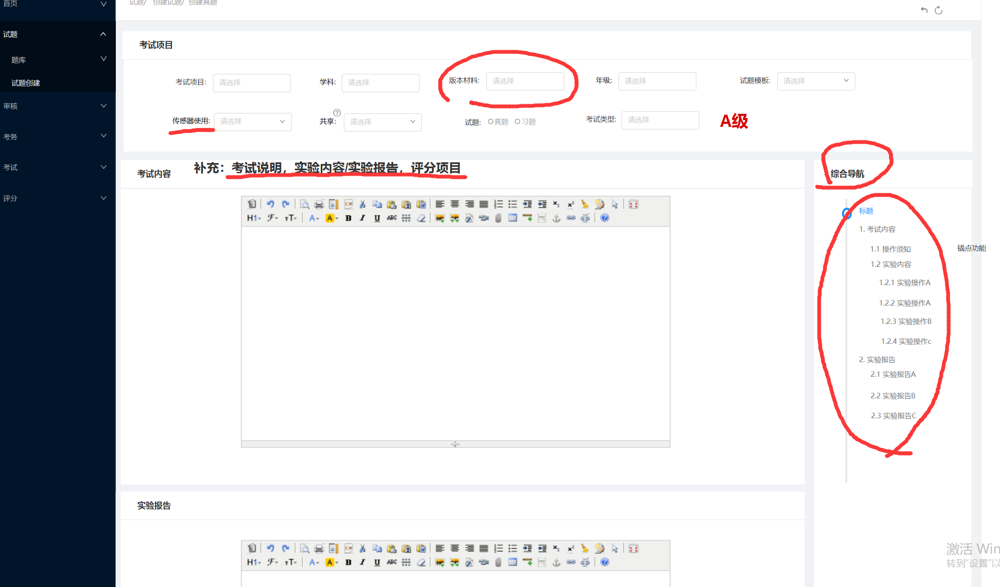 首页
试题/ 创建试题/ 创建真题
试题
题库
试题创建
审核
考务
考试
评分
考试项目
考试项目: 请选择
学科: 请选择
版本材料: 请选择
年级: 请选择
试题模板: 请选择
传感器使用: 请选择
?
共享: 请选择
试题: 真题 习题
考试类型: 请选择
A级
考试内容
补充：考试说明，实验内容/实验报告，评分项目
综合导航
标题
1. 考试内容
1.1 操作须知
锚点功能
1.2 实验内容
1.2.1 实验操作A
1.2.2 实验操作A
1.2.3 实验操作B
1.2.4 实验操作c
2. 实验报告
2.1 实验报告A
2.2 实验报告B
2.3 实验报告C
实验报告
激活 Win
转到"设置"以